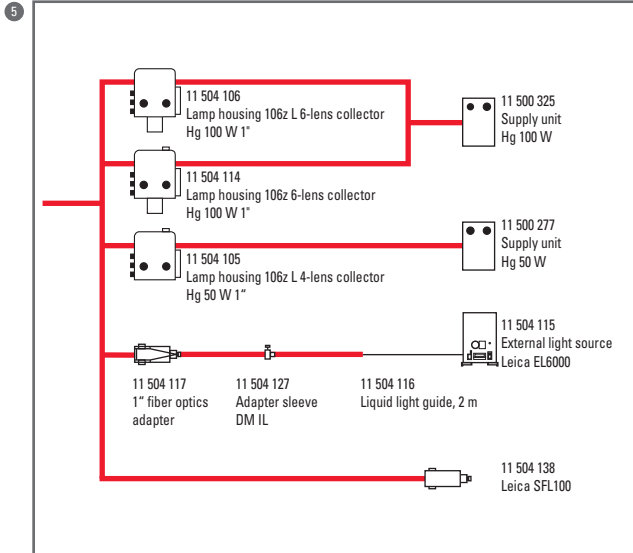 5
11 504 106
Lamp housing 106z L 6-lens collector
Hg 100 W 1"
11 500 325
Supply unit
Hg 100 W
11 504 114
Lamp housing 106z 6-lens collector
Hg 100 W 1"
11 500 277
Supply unit
Hg 50 W
11 504 105
Lamp housing 106z L 4-lens collector
Hg 50 W 1“
11 504 115
External light source
Leica EL6000
11 504 117
1“ fiber optics
adapter
11 504 127
Adapter sleeve
DM IL
11 504 116
Liquid light guide, 2 m
11 504 138
Leica SFL100